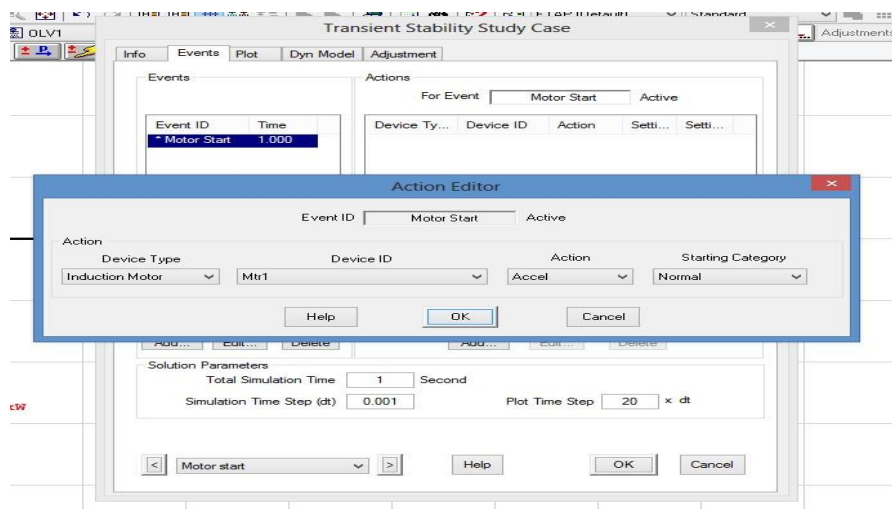 ETAP (Default)
Standard
OLV1
Transient Stability Study Case
Adjustments
Info
Events
Plot
Dyn Model
Adjustment
Events
Actions
For Event
Motor Start
Active
Event ID Time
Device Ty... Device ID Action Setti... Setti...
* Motor Start 1.000
Action Editor
Event ID Motor Start Active
Action
Device Type Device ID Action Starting Category
Induction Motor Mtr1 Accel Normal
Help OK Cancel
Add... Edit... Delete Add... Edit... Delete
Solution Parameters
Total Simulation Time 1 Second
Simulation Time Step (dt) 0.001 Plot Time Step 20 x dt
< Motor start > Help OK Cancel